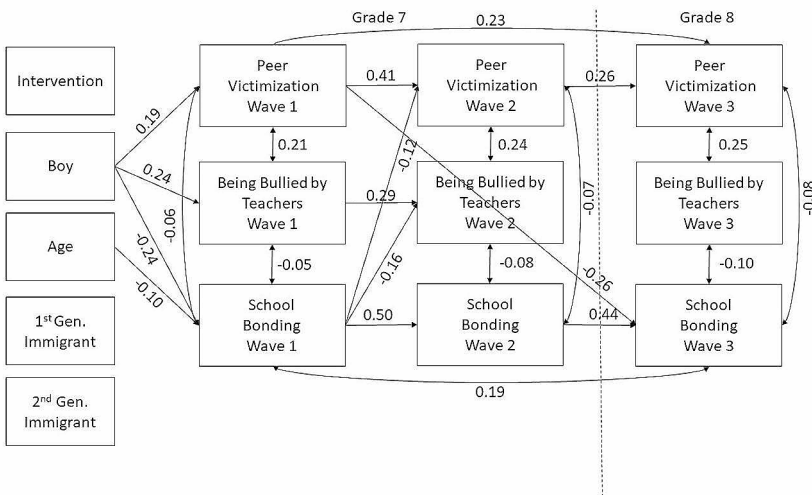 Grade 7
Grade 8
0.23
Intervention
Boy
Age
1st Gen.
Immigrant
2nd Gen.
Immigrant
Peer
Victimization
Wave 1
0.41
Peer
Victimization
Wave 2
0.26
Peer
Victimization
Wave 3
0.19
0.24
-0.24
-0.10
-0.06
0.21
-0.12
0.24
0.25
Being Bullied by
Teachers
Wave 1
0.29
Being Bullied by
Teachers
Wave 2
-0.07
Being Bullied by
Teachers
Wave 3
-0.08
-0.05
-0.16
-0.08
-0.26
-0.10
School
Bonding
Wave 1
0.50
School
Bonding
Wave 2
0.44
School
Bonding
Wave 3
0.19